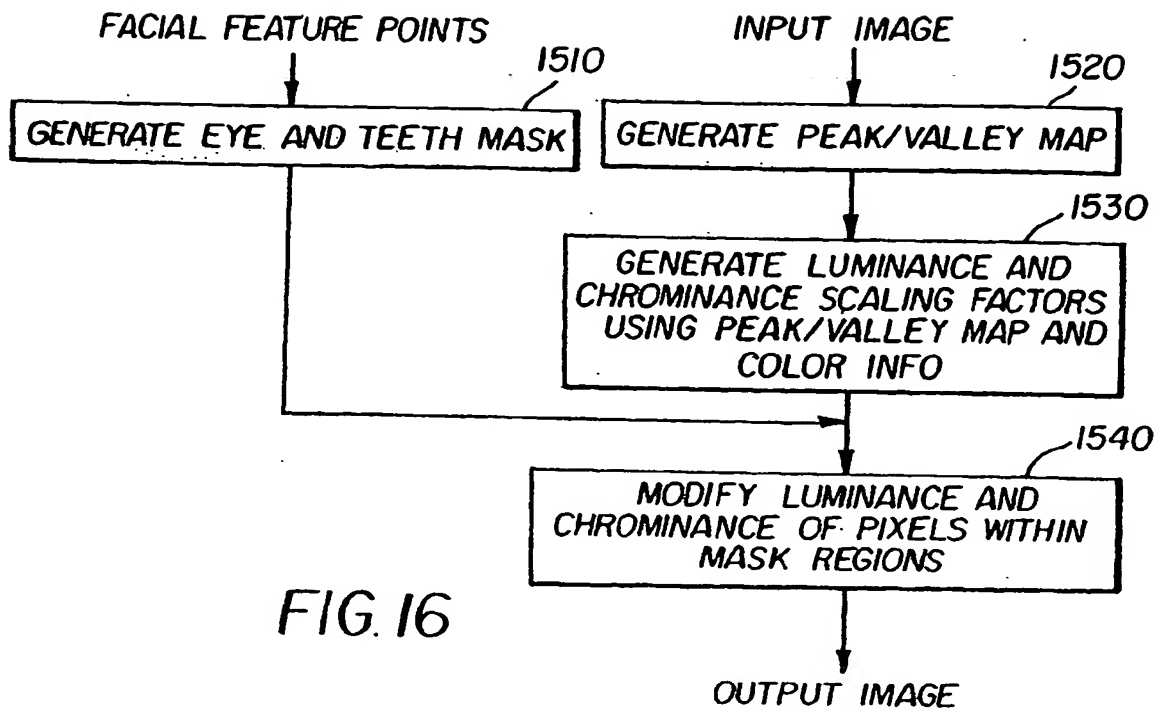 FACIAL FEATURE POINTS
INPUT IMAGE
1510
1520
GENERATE EYE AND TEETH MASK
GENERATE PEAK/VALLEY MAP
1530
GENERATE LUMINANCE AND
CHROMINANCE SCALING FACTORS
USING PEAK/VALLEY MAP AND
COLOR INFO
1540
MODIFY LUMINANCE AND
CHROMINANCE OF PIXELS WITHIN
MASK REGIONS
FIG. 16
OUTPUT IMAGE